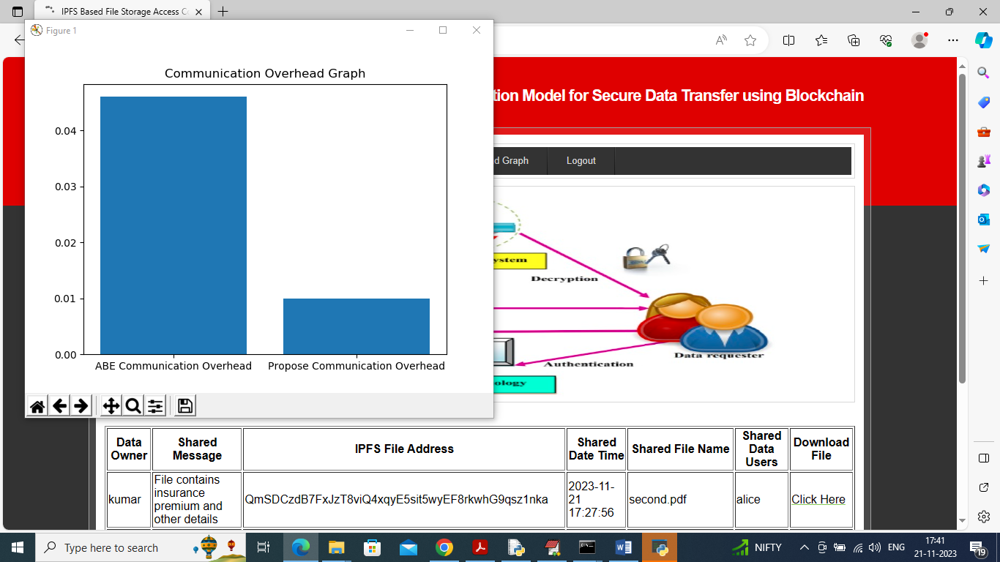 IPFS Based File Storage Access C
Figure 1
Communication Overhead Graph
0.04
0.03
0.02
0.01
0.00
ABE Communication Overhead
Propose Communication Overhead
tion Model for Secure Data Transfer using Blockchain
d Graph
Logout
ystem
Decryption
Authentication
Data requester
ology
Data Owner
Shared Message
IPFS File Address
Shared Date Time
Shared File Name
Shared Data Users
Download File
kumar
File contains
insurance
premium and
other details
QmSDCzdB7FxJzT8viQ4xqyE5sit5wyEF8rkwhG9qsz1nka
2023-11-
21
17:27:56
second.pdf
alice
Click Here
Type here to search
NIFTY
ENG
17:41
21-11-2023
19